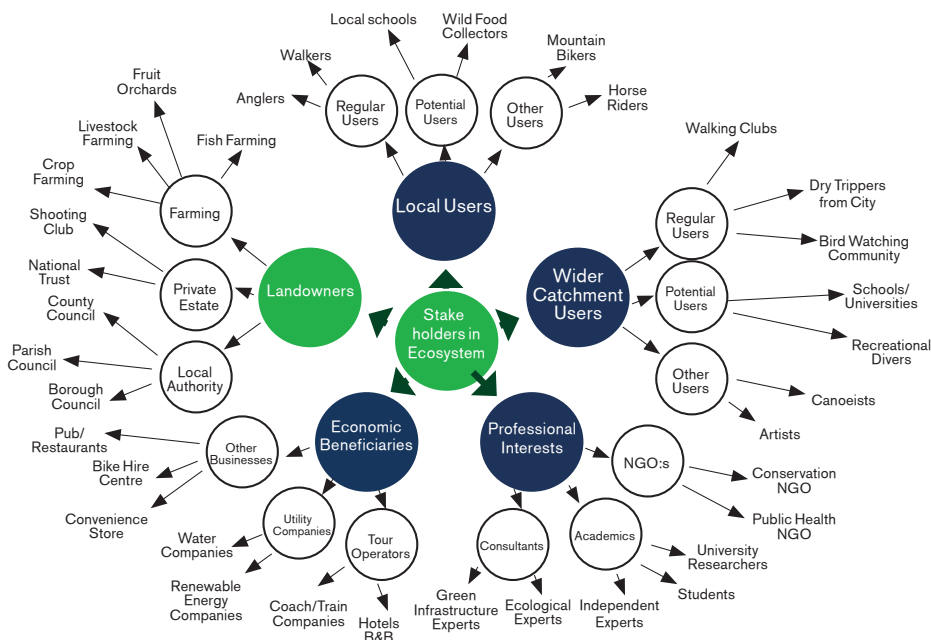 Local schools
Wild Food
Collectors
Walkers
Mountain
Bikers
Anglers
Horse
Riders
Regular
Users
Potential
Users
Other
Users
Local Users
Fruit
Orchards
Livestock
Farming
Fish Farming
Crop
Farming
Shooting
Club
National
Trust
County
Council
Parish
Council
Borough
Council
Farming
Private
Estate
Local
Authority
Landowners
Stake
holders in
Ecosystem
Wider
Catchment
Users
Regular
Users
Potential
Users
Other
Users
Walking Clubs
Dry Trippers
from City
Bird Watching
Community
Schools/
Universities
Recreational
Divers
Canoeists
Artists
Economic
Beneficiaries
Other
Businesses
Utility
Companies
Tour
Operators
Pub/
Restaurants
Bike Hire
Centre
Convenience
Store
Water
Companies
Renewable
Energy
Companies
Coach/Train
Companies
Hotels
B&B
Professional
Interests
NGO:s
Academics
Consultants
Conservation
NGO
Public Health
NGO
University
Researchers
Students
Independent
Experts
Ecological
Experts
Green
Infrastructure
Experts